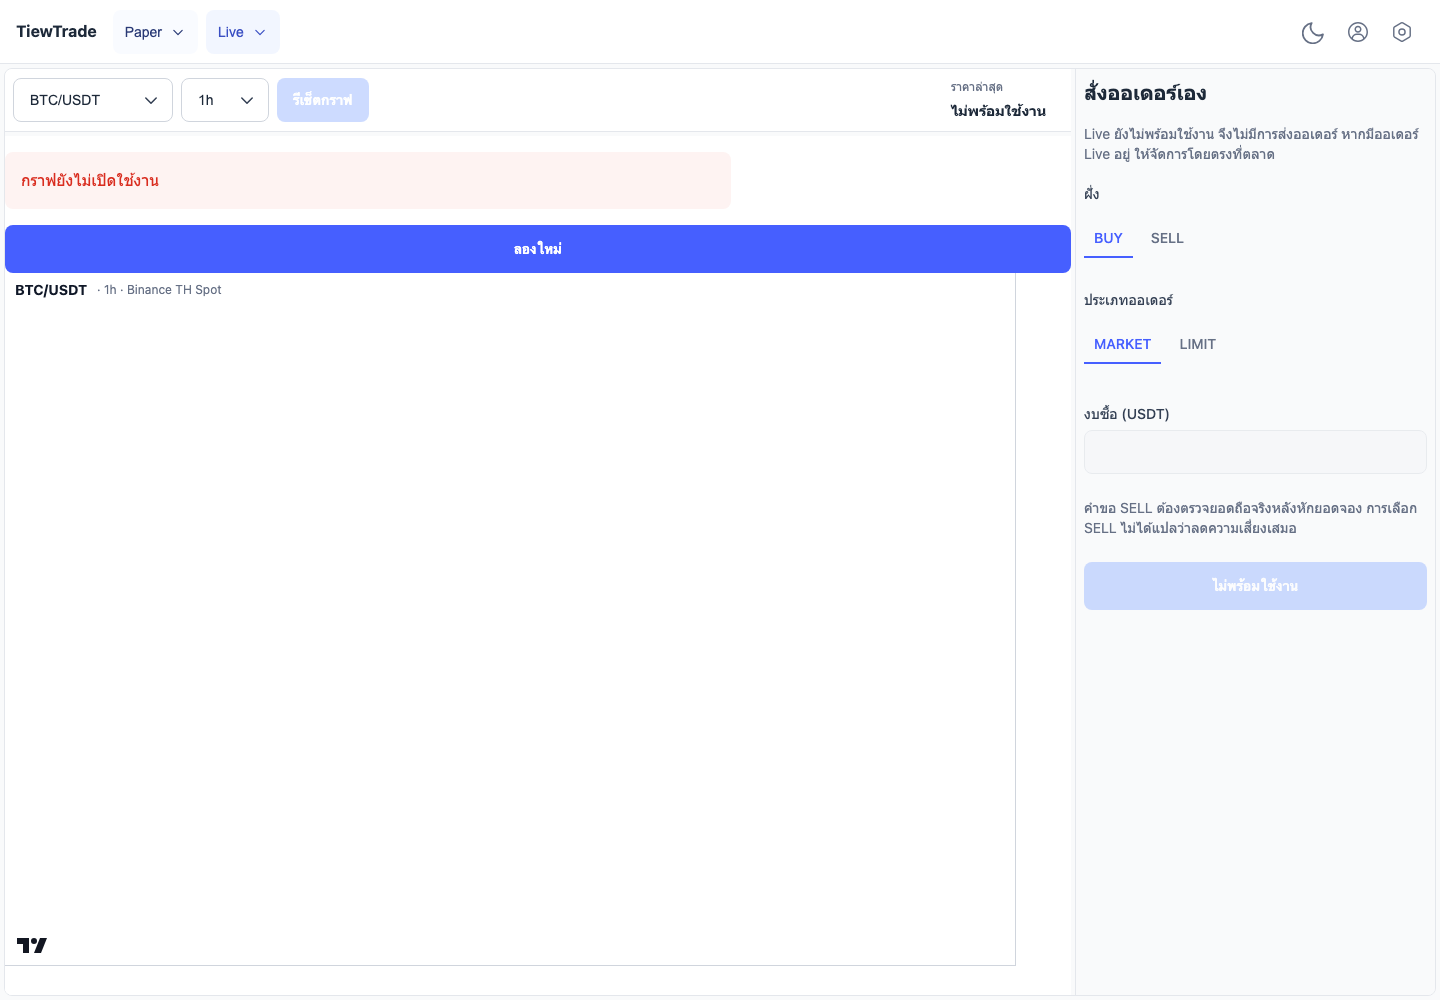 TiewTrade Paper Live
BTC/USDT 1h รีเซ็ตกราฟ
ราคาล่าสุด
ไม่พร้อมใช้งาน
กราฟยังไม่เปิดใช้งาน
ลองใหม่
BTC/USDT · 1h · Binance TH Spot
สั่งออเดอร์เอง
Live ยังไม่พร้อมใช้งาน จึงไม่มีการส่งออเดอร์ หากมีออเดอร์
Live อยู่ ให้จัดการโดยตรงที่ตลาด
ฝั่ง
BUY SELL
ประเภทออเดอร์
MARKET LIMIT
งบซื้อ (USDT)
คำขอ SELL ต้องตรวจยอดถือจริงหลังหักยอดจอง การเลือก
SELL ไม่ได้แปลว่าลดความเสี่ยงเสมอ
ไม่พร้อมใช้งาน